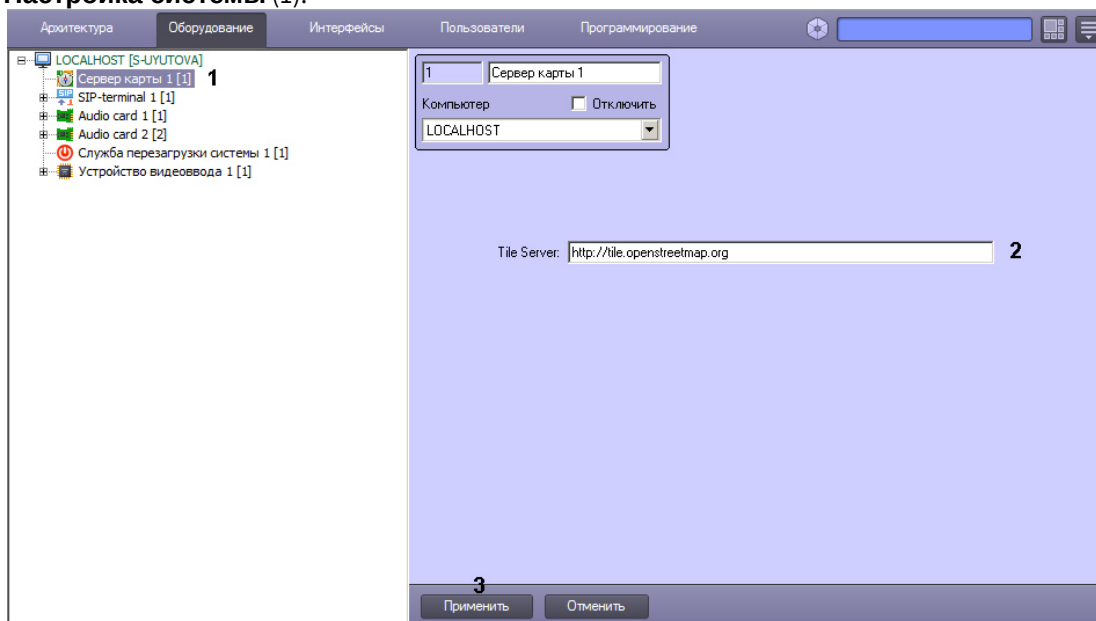 Настройка системы (1).
Архитектура Оборудование Интерфейсы Пользователи Программирование
LOCALHOST [S-UYUTOVA]
Сервер карты 1 [1] 1
SIP-terminal 1 [1]
Audio card 1 [1]
Audio card 2 [2]
Служба перезагрузки системы 1 [1]
Устройство видеоввода 1 [1]
1 Сервер карты 1
Компьютер Отключить
LOCALHOST
Tile Server: http://tile.openstreetmap.org 2
3
Применить Отменить